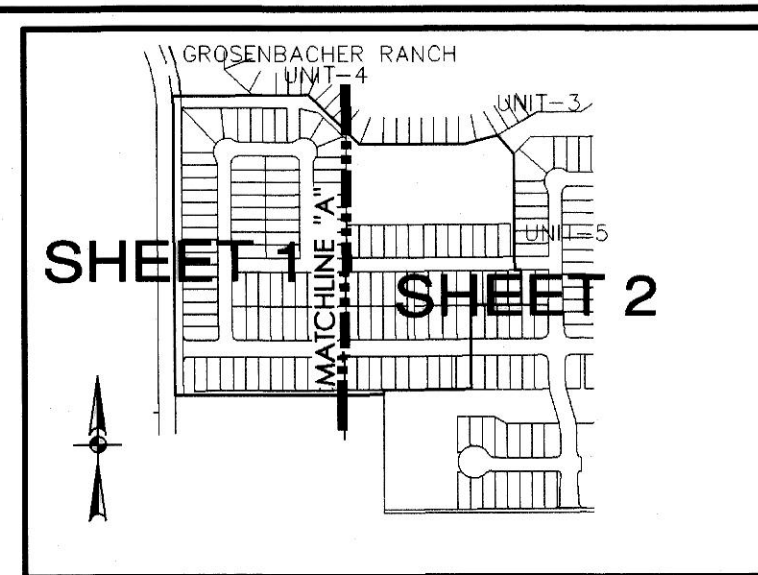 GROSENBACHER RANCH
UNIT-4
UNIT-3
UNIT-5
SHEET 1
MATCHLINE "A"
SHEET 2